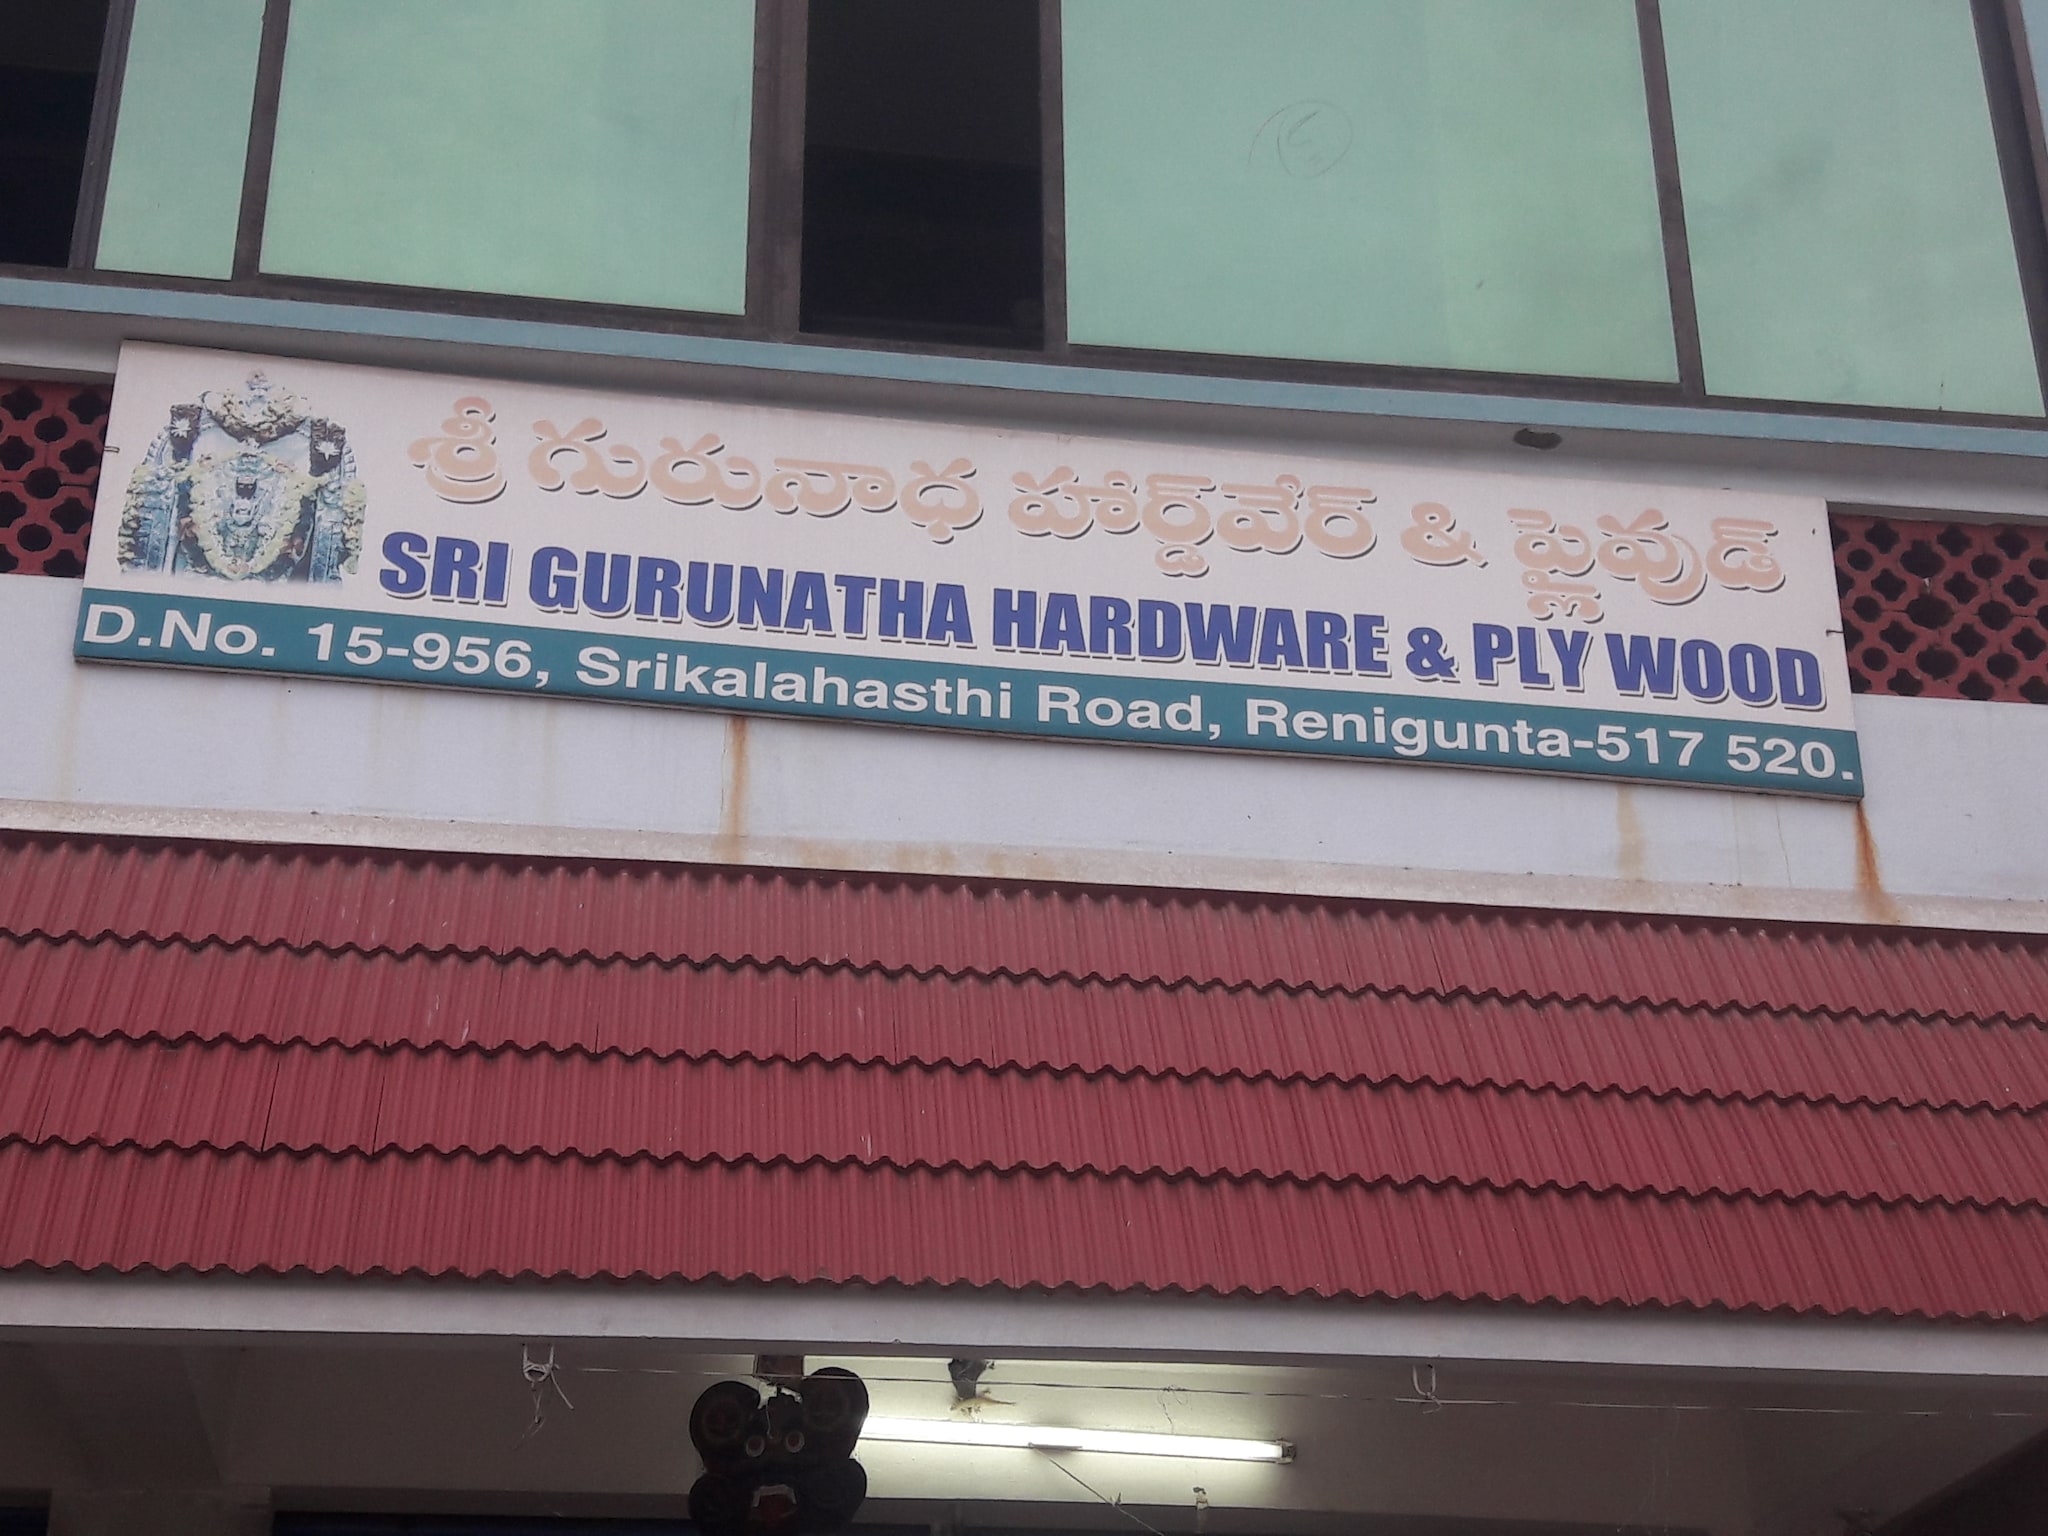 శ్రీ గురునాధ హార్డ్‌వేర్ & ప్లైవుడ్
SRI GURUNATHA HARDWARE & PLY WOOD
D.No. 15-956, Srikalahasthi Road, Renigunta-517 520.